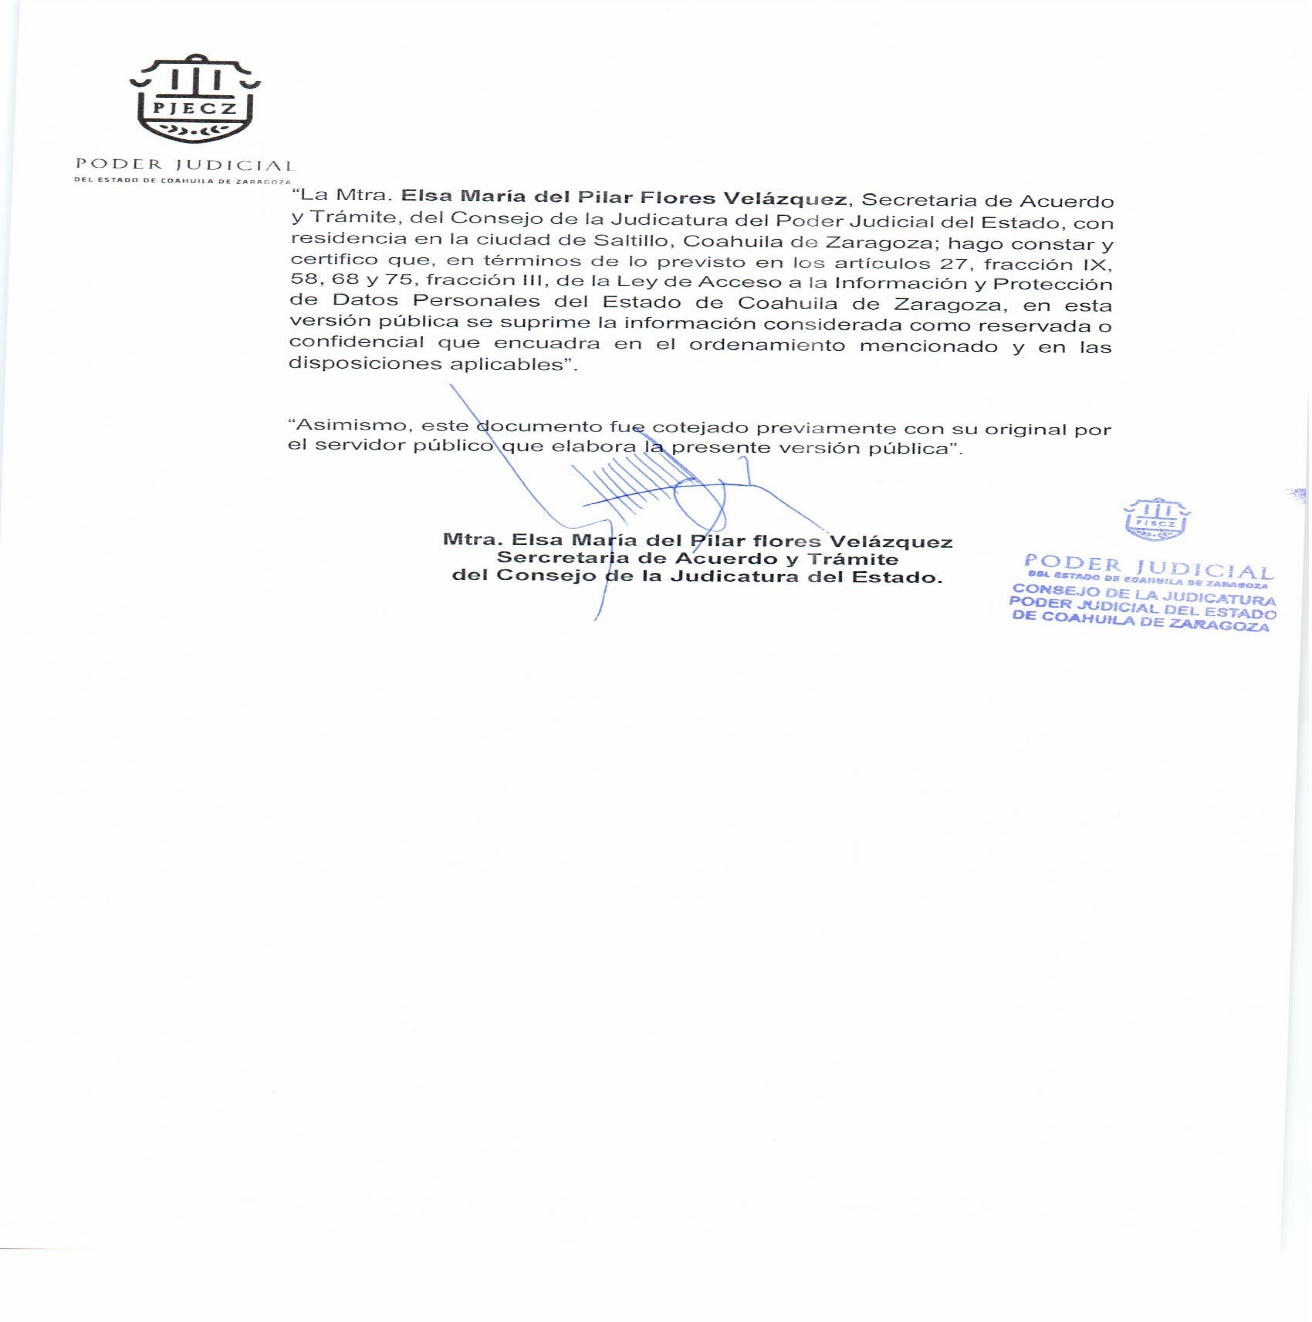 PJECZ
PODER JUDICIAL
DEL ESTADO DE COAHUILA DE ZARAGOZA
“La Mtra. Elsa María del Pilar Flores Velázquez, Secretaria de Acuerdo
y Trámite, del Consejo de la Judicatura del Poder Judicial del Estado, con
residencia en la ciudad de Saltillo, Coahuila de Zaragoza; hago constar y
certifico que, en términos de lo previsto en los artículos 27, fracción IX,
58, 68 y 75, fracción III, de la Ley de Acceso a la Información y Protección
de Datos Personales del Estado de Coahuila de Zaragoza, en esta
versión pública se suprime la información considerada como reservada o
confidencial que encuadra en el ordenamiento mencionado y en las
disposiciones aplicables”.
“Asimismo, este documento fue cotejado previamente con su original por
el servidor público que elabora la presente versión pública”.
Mtra. Elsa María del Pilar flores Velázquez
Sercretaria de Acuerdo y Trámite
del Consejo de la Judicatura del Estado.
PJECZ
PODER JUDICIAL
DEL ESTADO DE COAHUILA DE ZARAGOZA
CONSEJO DE LA JUDICATURA
PODER JUDICIAL DEL ESTADO
DE COAHUILA DE ZARAGOZA